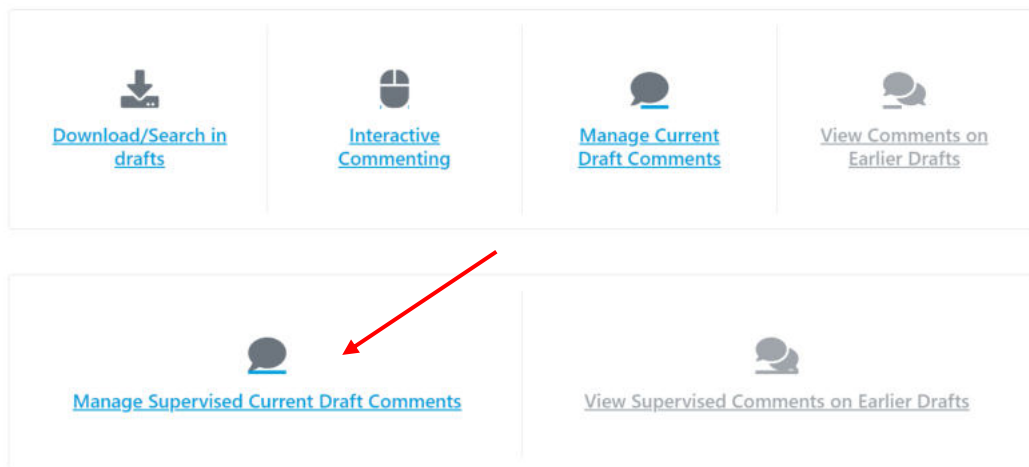 Download/Search in
drafts
Interactive
Commenting
Manage Current
Draft Comments
View Comments on
Earlier Drafts
Manage Supervised Current Draft Comments
View Supervised Comments on Earlier Drafts